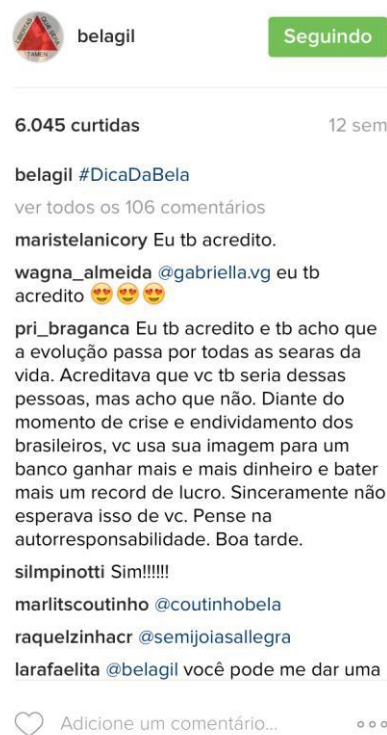 LIBERTAS QUE SERA TAMEN
belagil
Seguindo
6.045 curtidas
12 sem
belagil #DicaDaBela
ver todos os 106 comentários
maristelanicory Eu tb acredito.
wagna_almeida @gabriella.vg eu tb
acredito 😍😍😍
pri_braganca Eu tb acredito e tb acho que
a evolução passa por todas as searas da
vida. Acreditava que vc tb seria dessas
pessoas, mas acho que não. Diante do
momento de crise e endividamento dos
brasileiros, vc usa sua imagem para um
banco ganhar mais e mais dinheiro e bater
mais um record de lucro. Sinceramente não
esperava isso de vc. Pense na
autorresponsabilidade. Boa tarde.
silmpinotti Sim!!!!!!
marlitscoutinho @coutinhobela
raquelzinhacr @semijoiasallegra
larafaelita @belagil você pode me dar uma
Adicione um comentário...